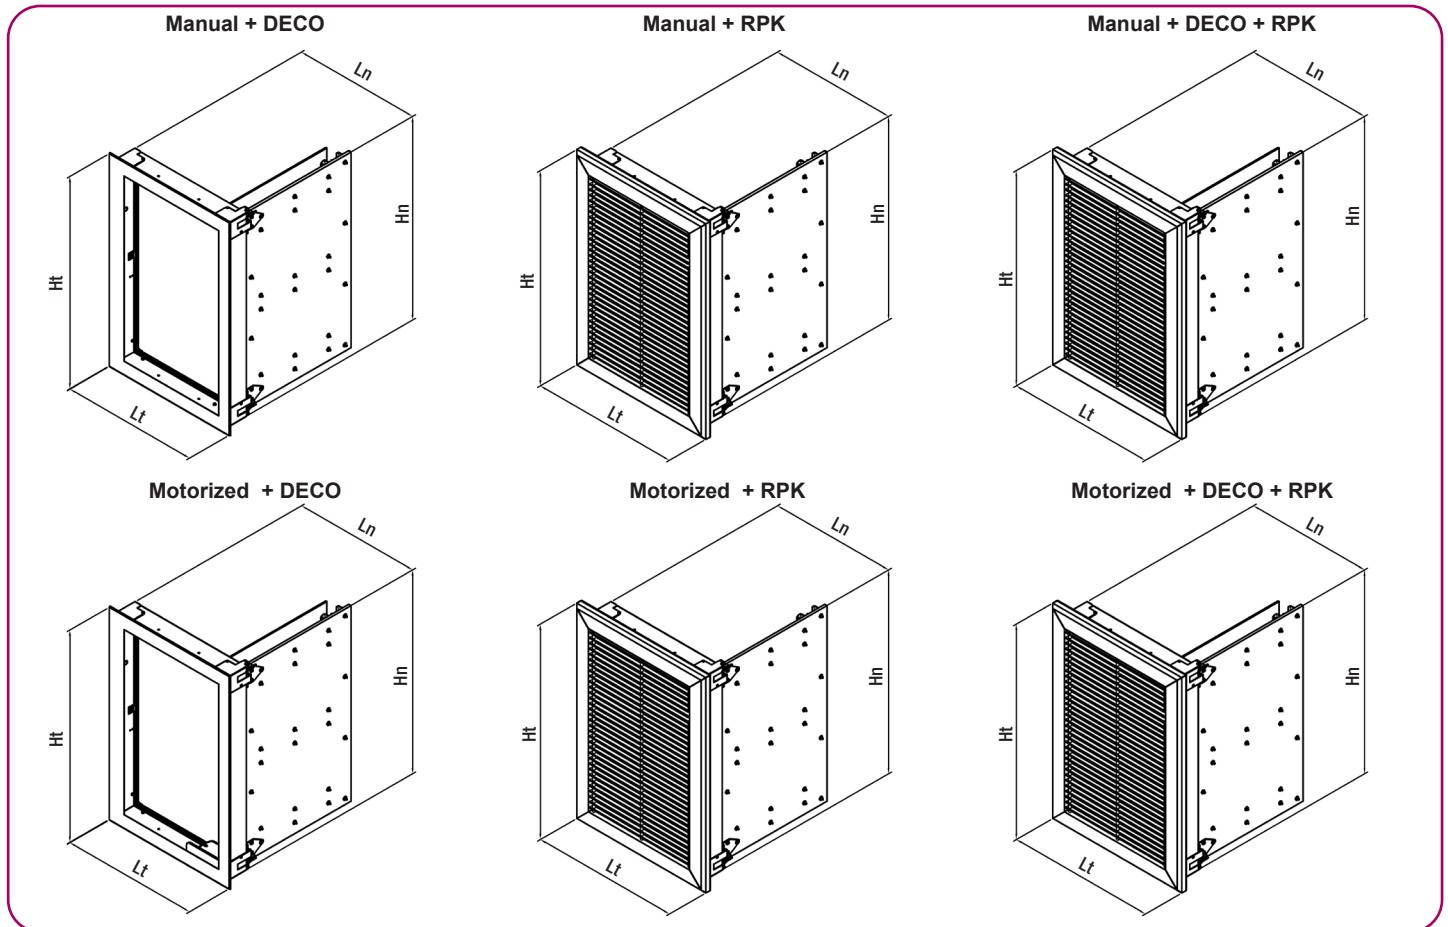 Manual + DECO
Manual + RPK
Manual + DECO + RPK
Ln
Ln
Ln
Hn
Hn
Hn
Ht
Ht
Ht
Lt
Lt
Lt
Motorized + DECO
Motorized + RPK
Motorized + DECO + RPK
Ln
Ln
Ln
Hn
Hn
Hn
Ht
Ht
Ht
Lt
Lt
Lt